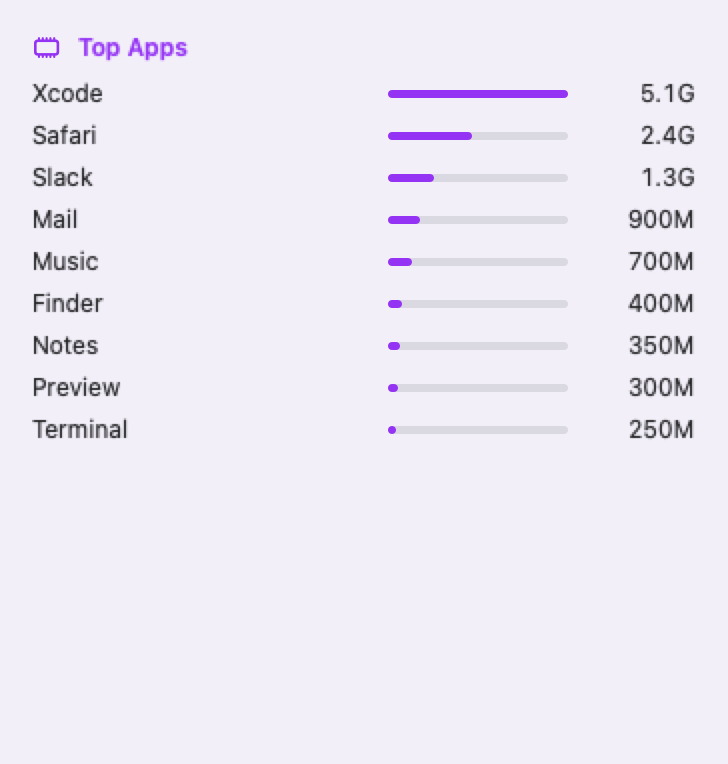 Top Apps
Xcode 5.1G
Safari 2.4G
Slack 1.3G
Mail 900M
Music 700M
Finder 400M
Notes 350M
Preview 300M
Terminal 250M